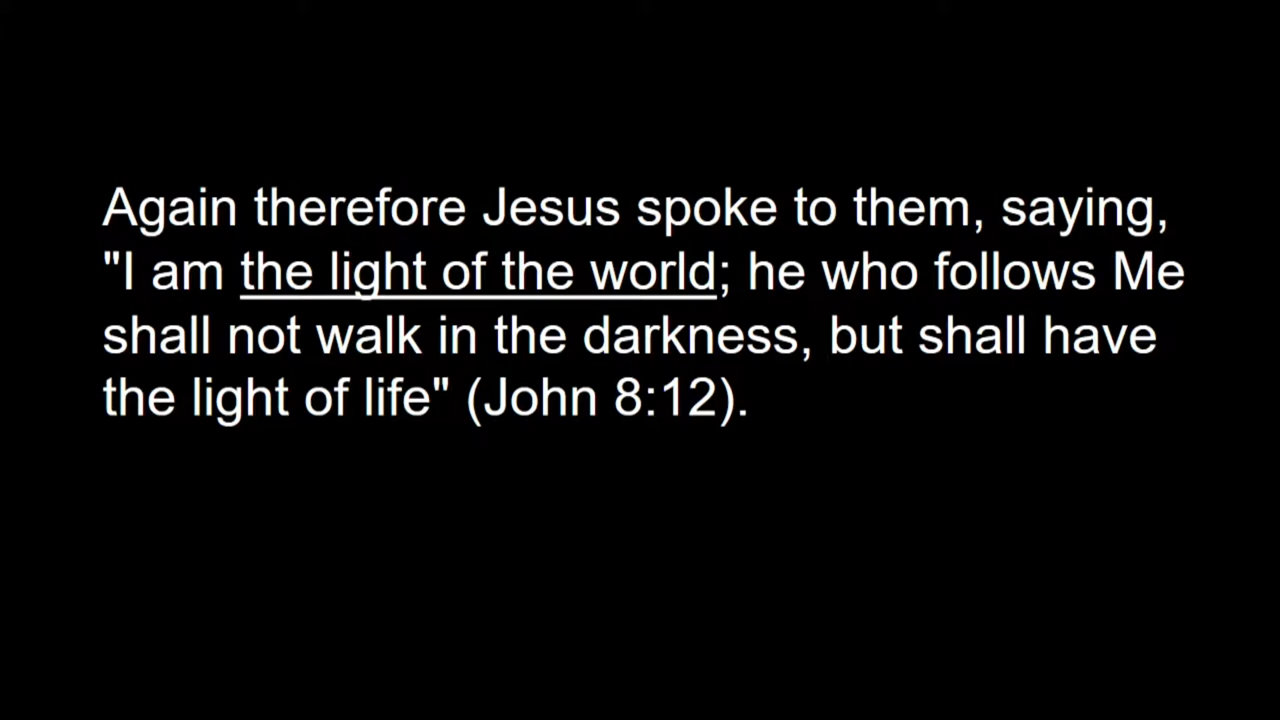 Again therefore Jesus spoke to them, saying,
"I am the light of the world; he who follows Me
shall not walk in the darkness, but shall have
the light of life" (John 8:12).